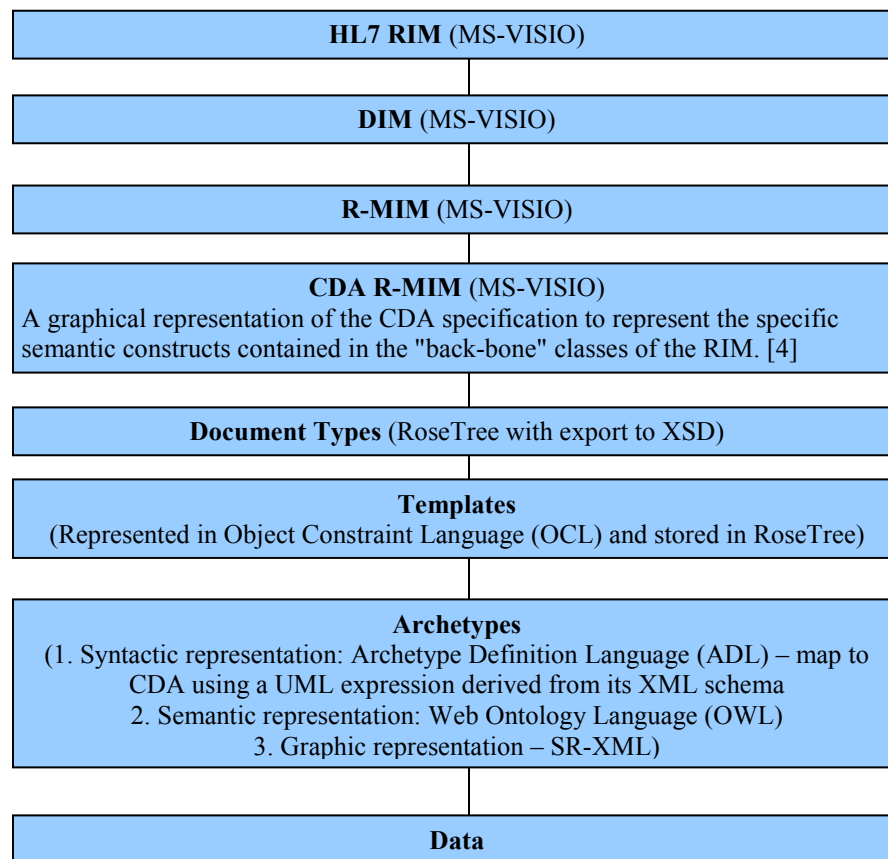 HL7 RIM (MS-VISIO)
DIM (MS-VISIO)
R-MIM (MS-VISIO)
CDA R-MIM (MS-VISIO)
A graphical representation of the CDA specification to represent the specific
semantic constructs contained in the "back-bone" classes of the RIM. [4]
Document Types (RoseTree with export to XSD)
Templates
(Represented in Object Constraint Language (OCL) and stored in RoseTree)
Archetypes
(1. Syntactic representation: Archetype Definition Language (ADL) – map to
CDA using a UML expression derived from its XML schema
2. Semantic representation: Web Ontology Language (OWL)
3. Graphic representation – SR-XML)
Data